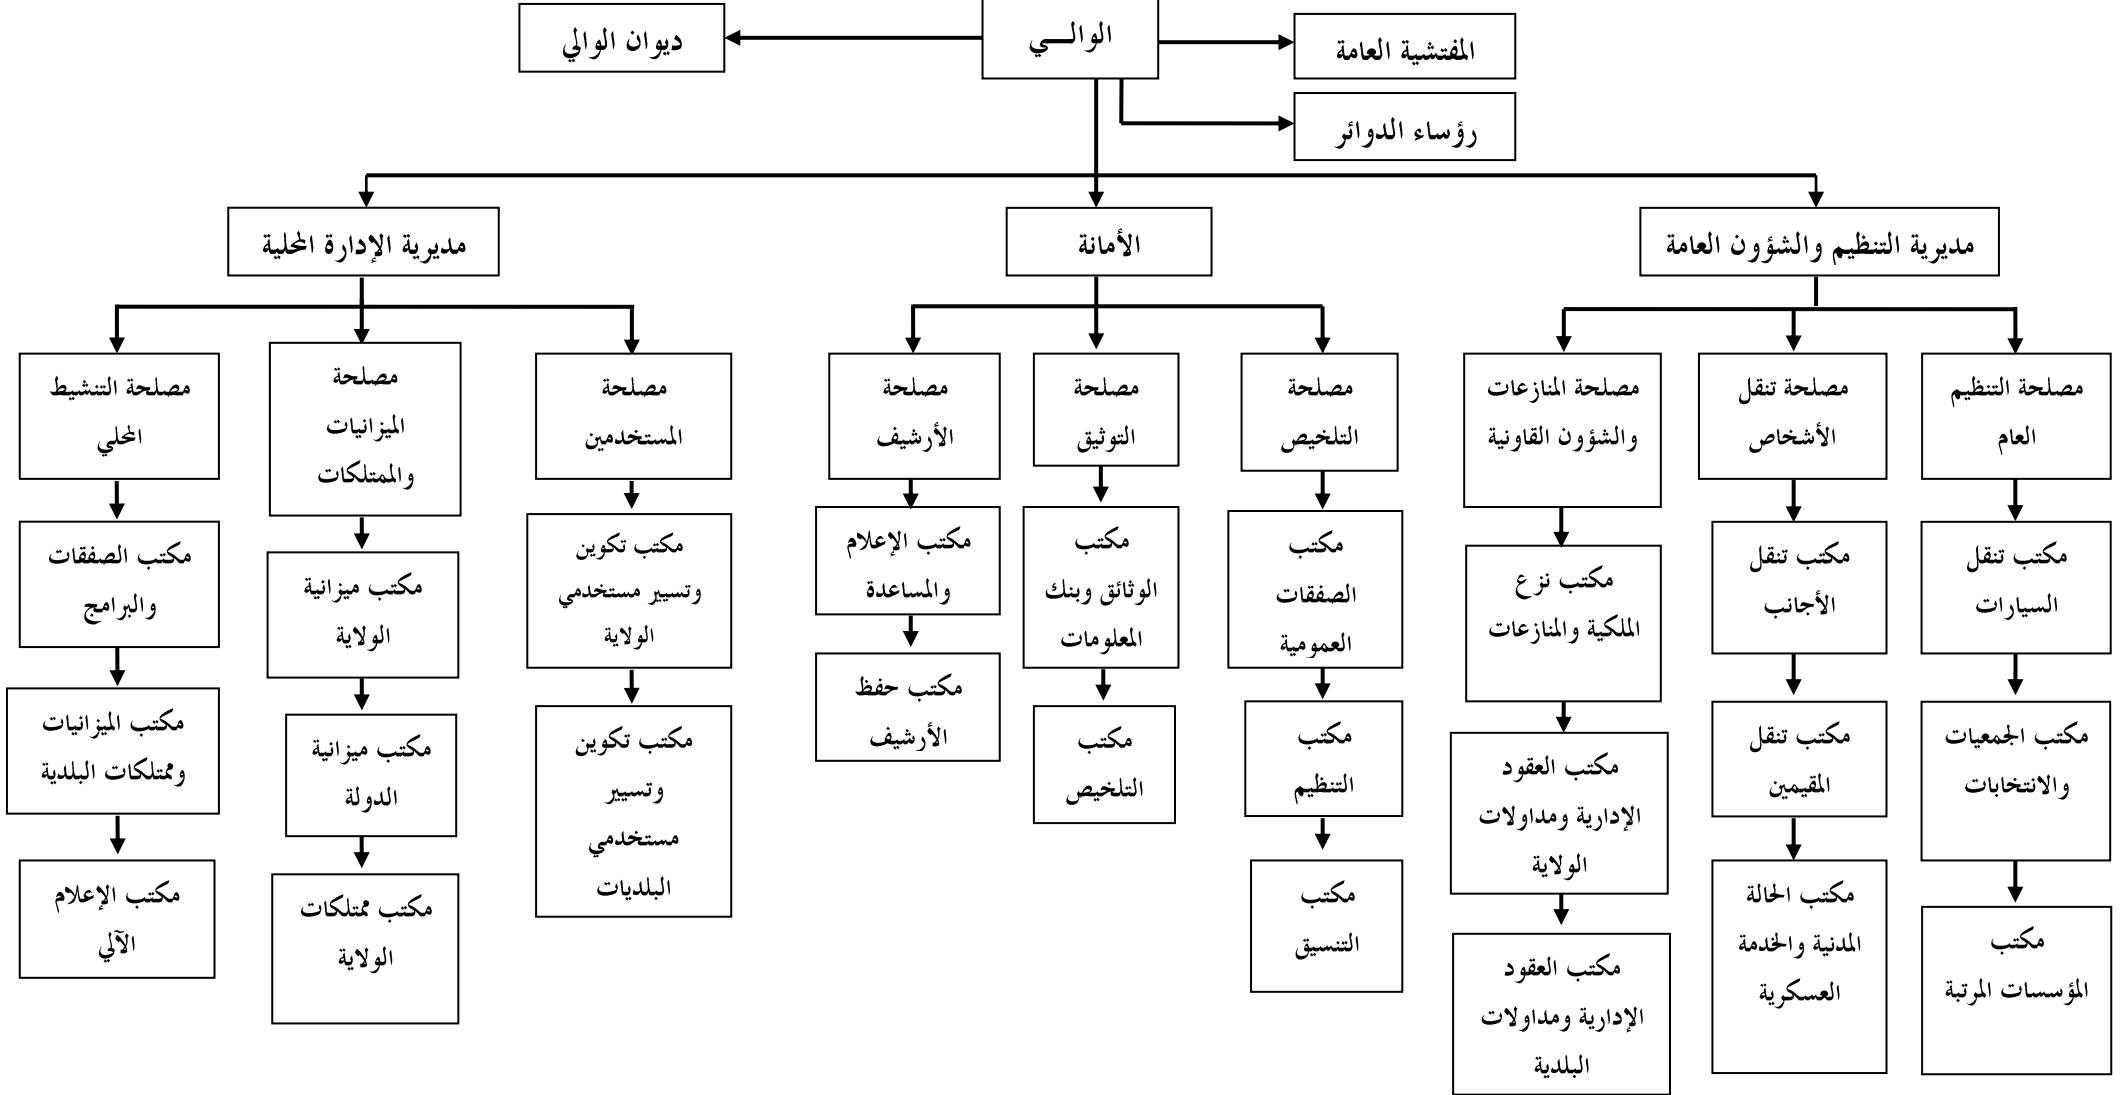 الوالـــي
ديوان الوالي
المفتشية العامة
رؤساء الدوائر
مديرية التنظيم والشؤون العامة
الأمانة
مديرية الإدارة المحلية
مصلحة التنظيم
العام
مكتب تنقل
السيارات
مكتب الجمعيات
والانتخابات
مكتب
المؤسسات المرتبة
مصلحة تنقل
الأشخاص
مكتب تنقل
الأجانب
مكتب تنقل
المقيمين
مكتب الحالة
المدنية والخدمة
العسكرية
مصلحة المنازعات
والشؤون القاونية
مكتب نزع
الملكية والمنازعات
مكتب العقود
الإدارية ومداولات
الولاية
مكتب العقود
الإدارية ومداولات
البلدية
مصلحة
التلخيص
مكتب
الصفقات
العمومية
مكتب
التنظيم
مكتب
التنسيق
مصلحة
التوثيق
مكتب
الوثائق وبنك
المعلومات
مكتب
التلخيص
مصلحة
الأرشيف
مكتب الإعلام
والمساعدة
مكتب حفظ
الأرشيف
مصلحة
المستخدمين
مكتب تكوين
وتسيير مستخدمي
الولاية
مكتب تكوين
وتسيير
مستخدمي
البلديات
مصلحة
الميزانيات
والممتلكات
مكتب ميزانية
الولاية
مكتب ميزانية
الدولة
مكتب ممتلكات
الولاية
مصلحة التنشيط
المحلي
مكتب الصفقات
والبرامج
مكتب الميزانيات
وممتلكات البلدية
مكتب الإعلام
الآلي